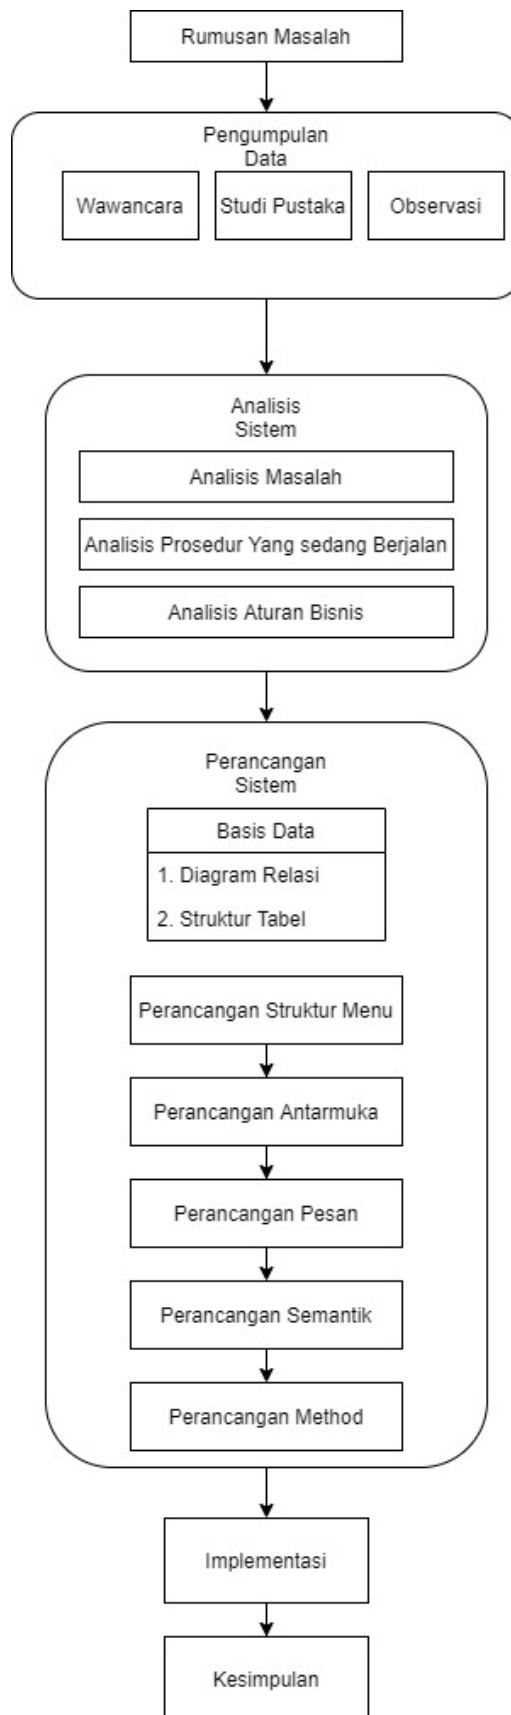 Rumusan Masalah
Pengumpulan
Data
Wawancara
Studi Pustaka
Observasi
Analisis
Sistem
Analisis Masalah
Analisis Prosedur Yang sedang Berjalan
Analisis Aturan Bisnis
Perancangan
Sistem
Basis Data
1. Diagram Relasi
2. Struktur Tabel
Perancangan Struktur Menu
Perancangan Antarmuka
Perancangan Pesan
Perancangan Semantik
Perancangan Method
Implementasi
Kesimpulan